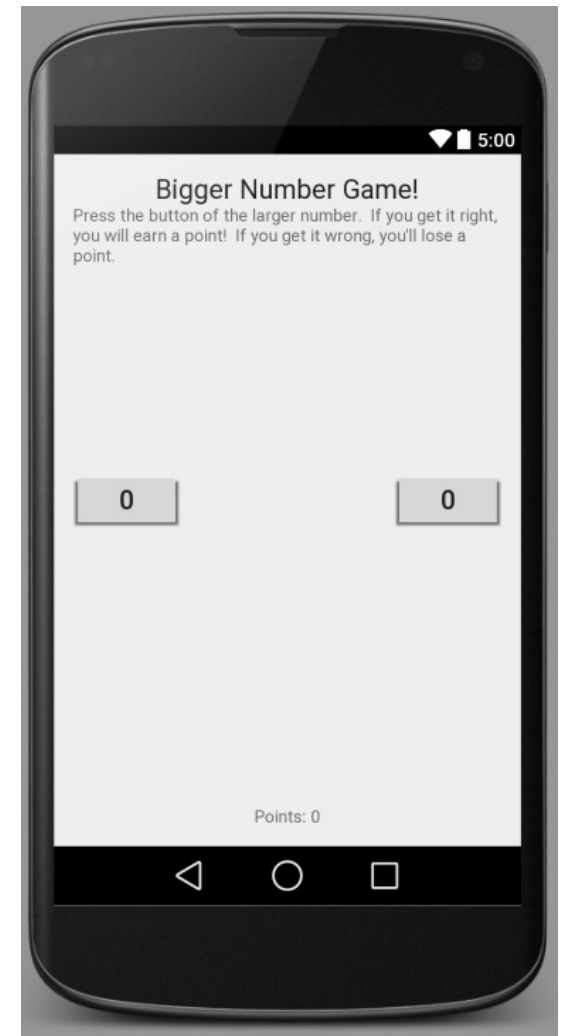 5:00
Bigger Number Game!
Press the button of the larger number.  If you get it right,
you will earn a point!  If you get it wrong, you'll lose a
point.
0 0
Points: 0